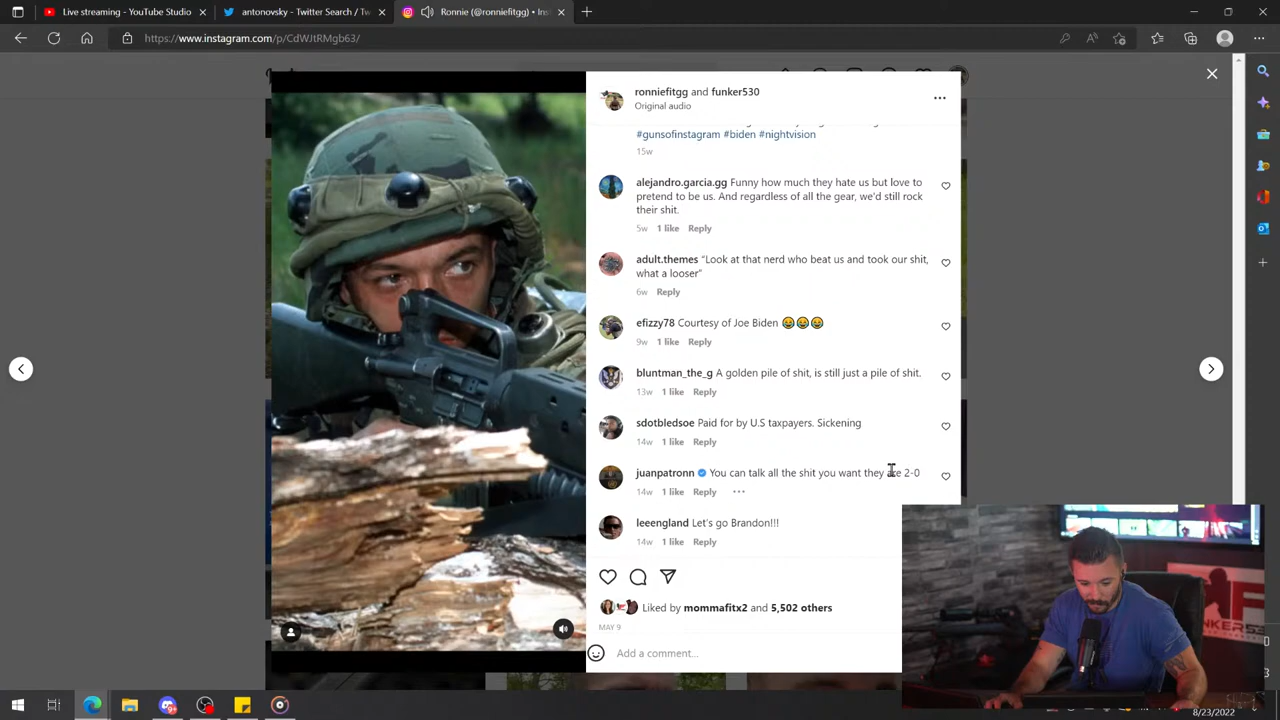 Live streaming - YouTube Studio
antonovsky - Twitter Search / Tw
Ronnie (@ronniefitgg) • Ins
https://www.instagram.com/p/CdWJtRMgb63/
ronniefitgg and funker530
Original audio
#gunsofinstagram #biden #nightvision
15w
alejandro.garcia.gg Funny how much they hate us but love to
pretend to be us. And regardless of all the gear, we'd still rock
their shit.
5w 1 like Reply
adult.themes “Look at that nerd who beat us and took our shit,
what a looser”
6w Reply
efizzy78 Courtesy of Joe Biden 😂😂😂
9w 1 like Reply
bluntman_the_g A golden pile of shit, is still just a pile of shit.
13w 1 like Reply
sdotbledsoe Paid for by U.S taxpayers. Sickening
14w 1 like Reply
juanpatronn You can talk all the shit you want they are 2-0
14w 1 like Reply
leeengland Let's go Brandon!!!
14w 1 like Reply
Liked by mommafitx2 and 5,502 others
MAY 9
Add a comment...
8/23/2022